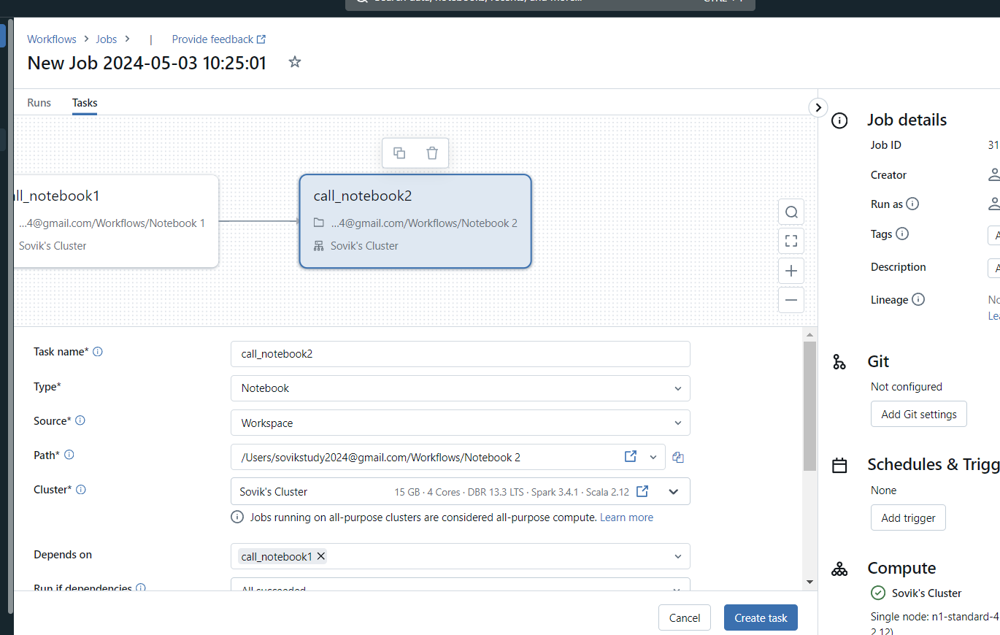 Workflows > Jobs > | Provide feedback
New Job 2024-05-03 10:25:01
Runs Tasks
call_notebook2
...4@gmail.com/Workflows/Notebook 1
Sovik's Cluster
...4@gmail.com/Workflows/Notebook 2
Sovik's Cluster
Task name*
call_notebook2
Type*
Notebook
Source*
Workspace
Path*
/Users/sovikstudy2024@gmail.com/Workflows/Notebook 2
Cluster*
Sovik's Cluster 15 GB · 4 Cores · DBR 13.3 LTS · Spark 3.4.1 · Scala 2.12
Jobs running on all-purpose clusters are considered all-purpose compute. Learn more
Depends on
call_notebook1
Run if dependencies
All succeeded
Cancel Create task
Job details
Job ID 31
Creator
Run as
Tags
Description
Lineage
Git
Not configured
Add Git settings
Schedules & Trigg
None
Add trigger
Compute
Sovik's Cluster
Single node: n1-standard-4
2.12)